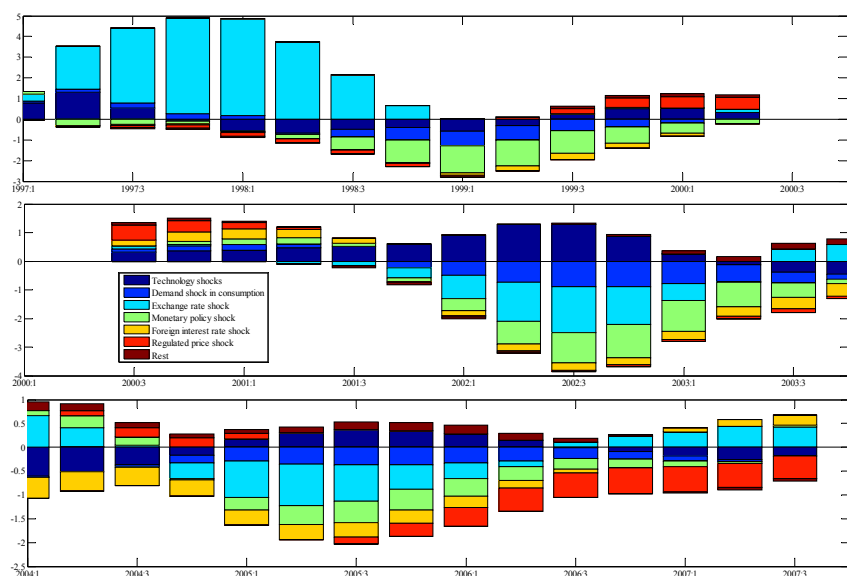 5
4
3
2
1
0
-1
-2
-3
1997:1 1997:3 1998:1 1998:3 1999:1 1999:3 2000:1 2000:3
2
1
0
-1
-2
-3
-4
Technology shocks
Demand shock in consumption
Exchange rate shock
Monetary policy shock
Foreign interest rate shock
Regulated price shock
Rest
2000:1 2000:3 2001:1 2001:3 2002:1 2002:3 2003:1 2003:3
1
0.5
0
-0.5
-1
-1.5
-2
-2.5
2004:1 2004:3 2005:1 2005:3 2006:1 2006:3 2007:1 2007:3